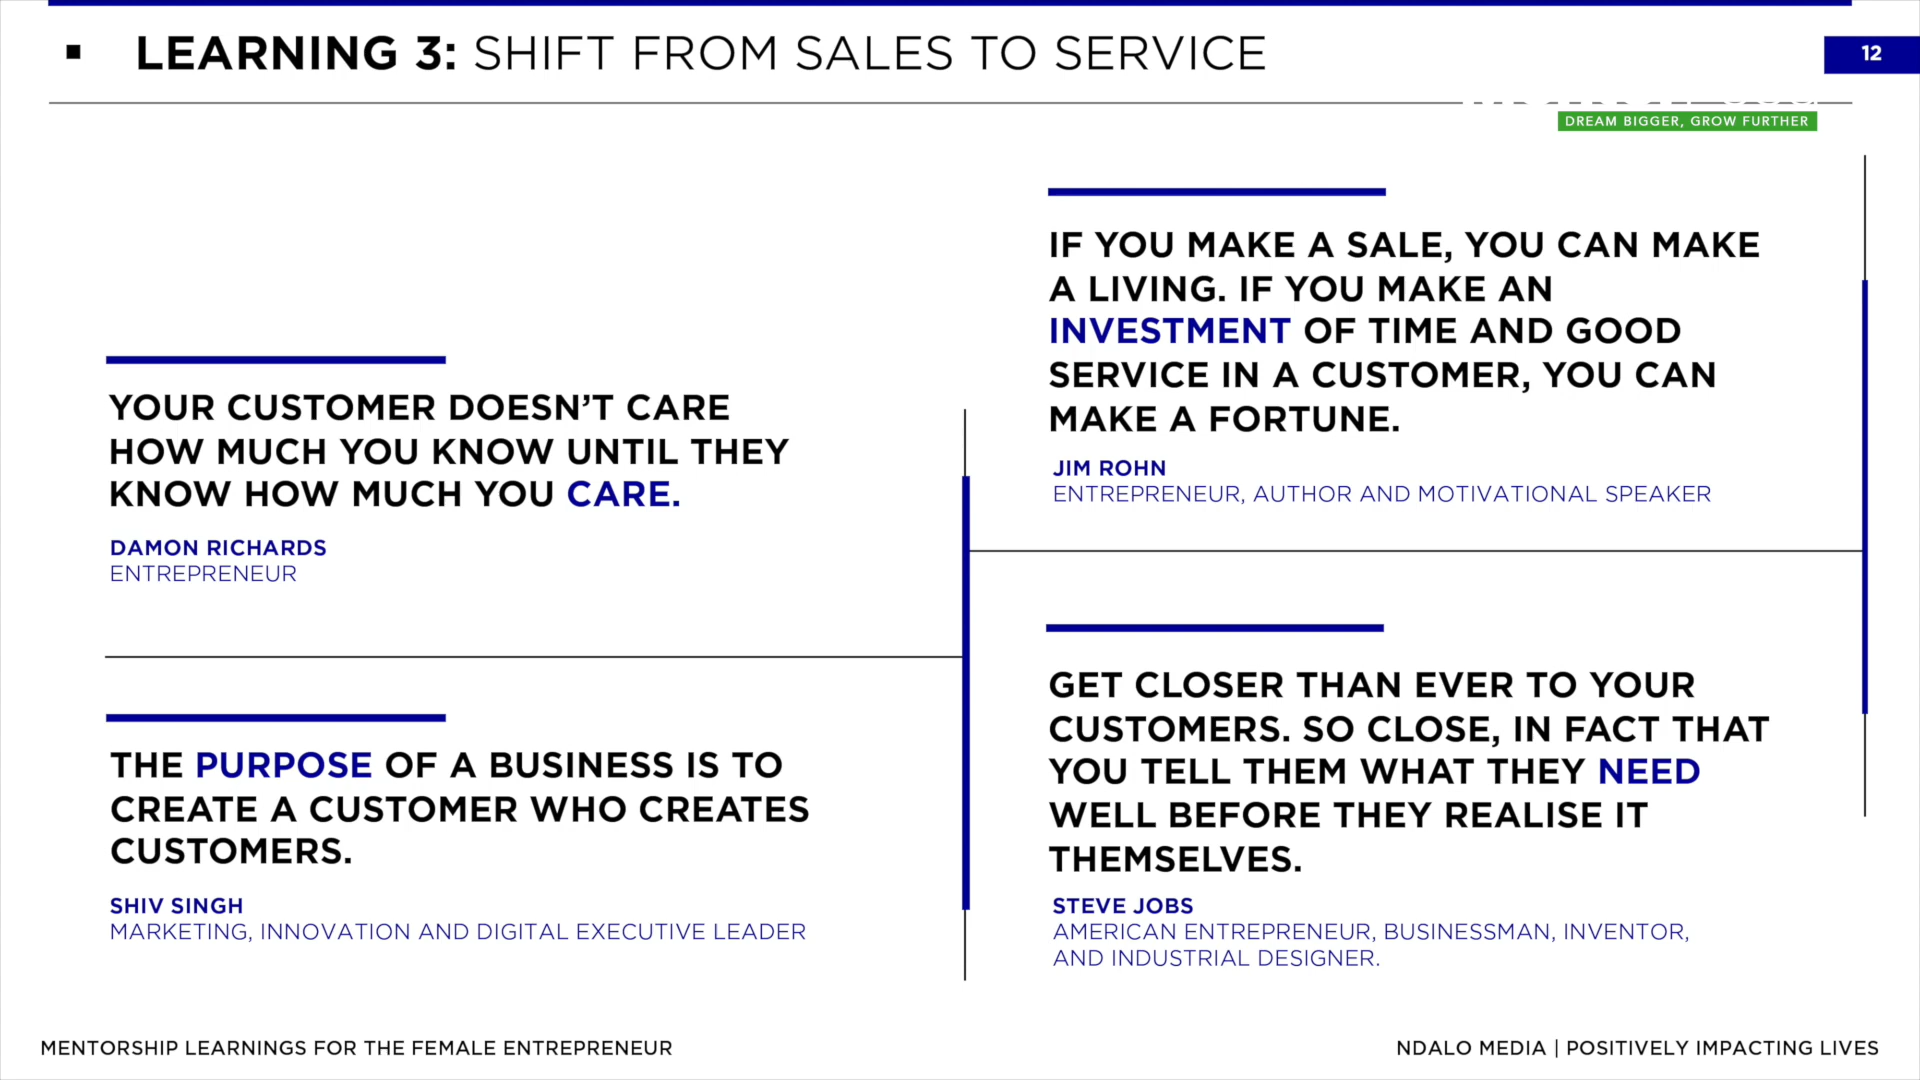 ▪ LEARNING 3: SHIFT FROM SALES TO SERVICE
12
DREAM BIGGER, GROW FURTHER
YOUR CUSTOMER DOESN’T CARE
HOW MUCH YOU KNOW UNTIL THEY
KNOW HOW MUCH YOU CARE.
DAMON RICHARDS
ENTREPRENEUR
THE PURPOSE OF A BUSINESS IS TO
CREATE A CUSTOMER WHO CREATES
CUSTOMERS.
SHIV SINGH
MARKETING, INNOVATION AND DIGITAL EXECUTIVE LEADER
IF YOU MAKE A SALE, YOU CAN MAKE
A LIVING. IF YOU MAKE AN
INVESTMENT OF TIME AND GOOD
SERVICE IN A CUSTOMER, YOU CAN
MAKE A FORTUNE.
JIM ROHN
ENTREPRENEUR, AUTHOR AND MOTIVATIONAL SPEAKER
GET CLOSER THAN EVER TO YOUR
CUSTOMERS. SO CLOSE, IN FACT THAT
YOU TELL THEM WHAT THEY NEED
WELL BEFORE THEY REALISE IT
THEMSELVES.
STEVE JOBS
AMERICAN ENTREPRENEUR, BUSINESSMAN, INVENTOR,
AND INDUSTRIAL DESIGNER.
MENTORSHIP LEARNINGS FOR THE FEMALE ENTREPRENEUR
NDALO MEDIA | POSITIVELY IMPACTING LIVES